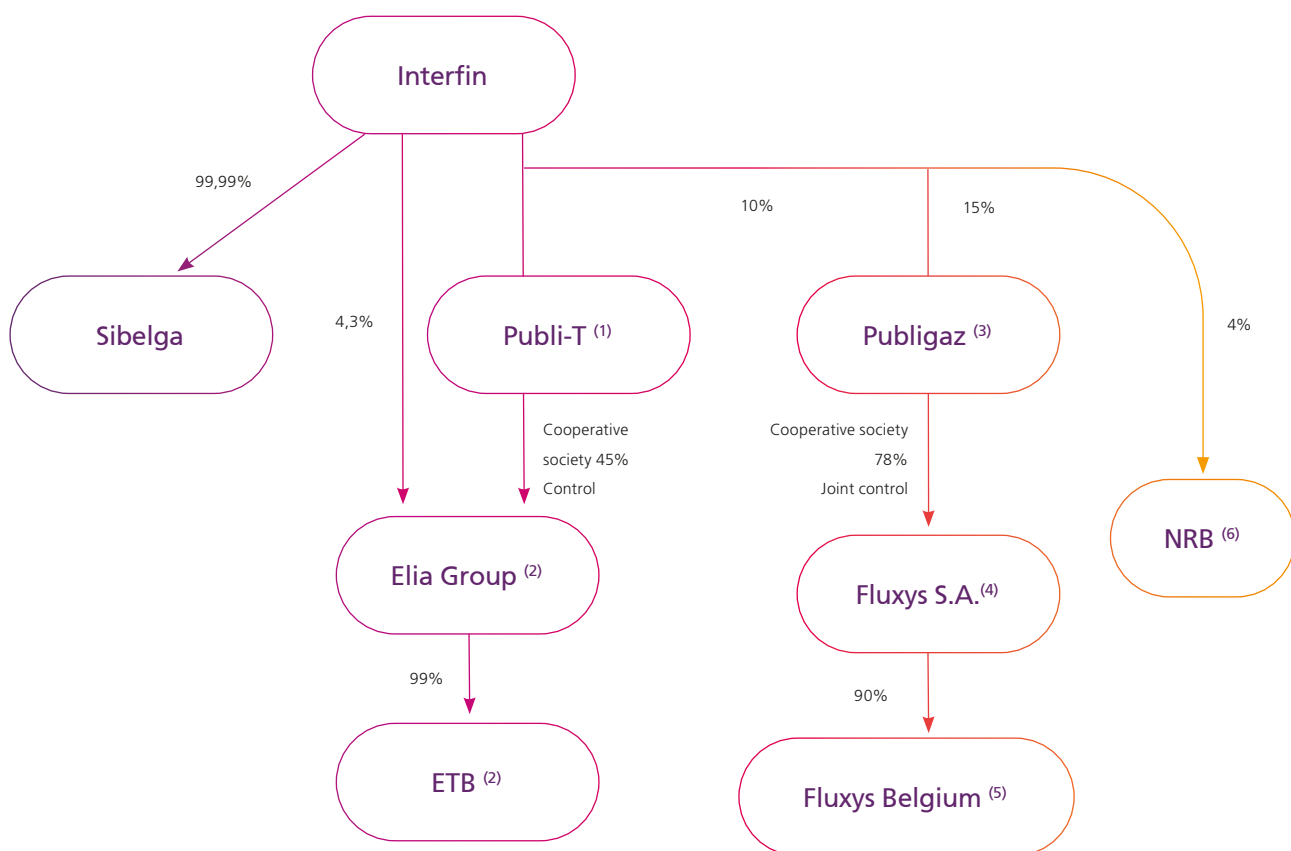 Interfin
99,99%
10%
15%
Sibelga
4,3%
Publi-T (1)
Publigaz (3)
4%
Cooperative
society 45%
Control
Cooperative society
78%
Joint control
NRB (6)
Elia Group (2)
Fluxys S.A.(4)
99%
90%
ETB (2)
Fluxys Belgium (5)